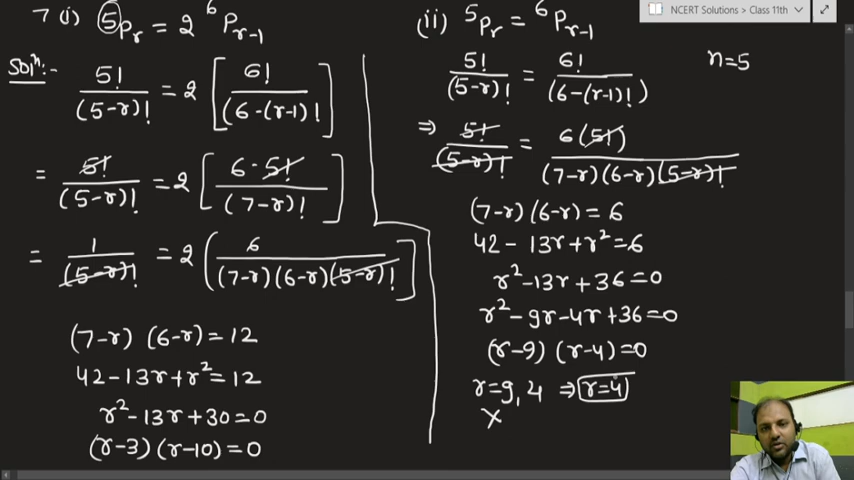 7 (i) ⁵Pᵣ = 2 ⁶Pᵣ₋₁
Solⁿ:- 5!/(5-r)! = 2 [6!/(6-(r-1)!]
= 5!/(5-r)! = 2 [6·5!/(7-r)!]
= 1/(5-r)! = 2 (6/(7-r)(6-r)(5-r)!]
(7-r) (6-r) = 12
42-13r+r² = 12
r²-13r+30=0
(r-3) (r-10) = 0
(ii) ⁵Pᵣ = ⁶Pᵣ₋₁
5!/(5-r)! = 6!/(6-(r-1)!)
n=5
⇒ 5!/(5-r)! = 6(5!)/(7-r)(6-r)(5-r)!
(7-r)(6-r) = 6
42-13r+r²=6
r²-13r+36=0
r²-9r-4r+36=0
(r-9) (r-4)=0
r=9,4 ⇒ r=4
X
NCERT Solutions > Class 11th